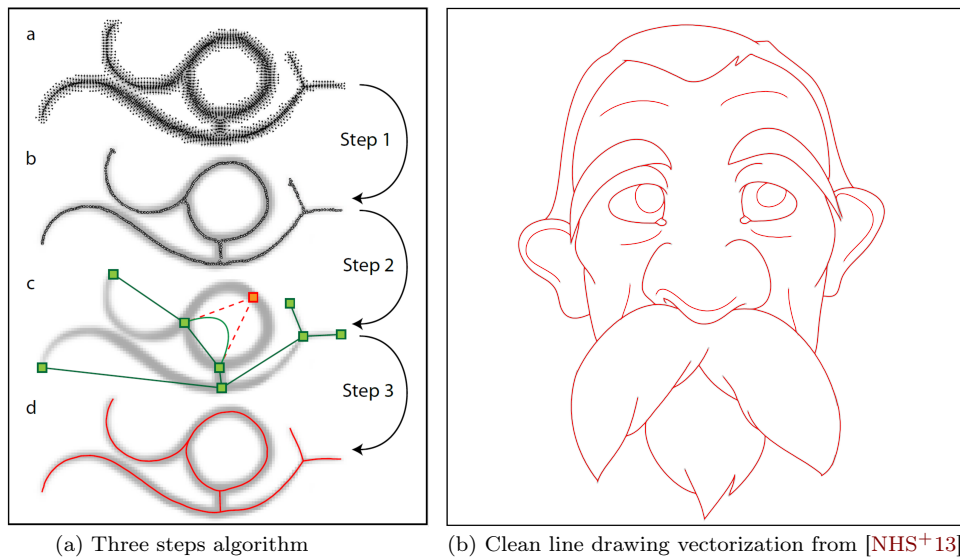 a
Step 1
b
Step 2
c
Step 3
d
(a) Three steps algorithm
(b) Clean line drawing vectorization from [NHS+13]